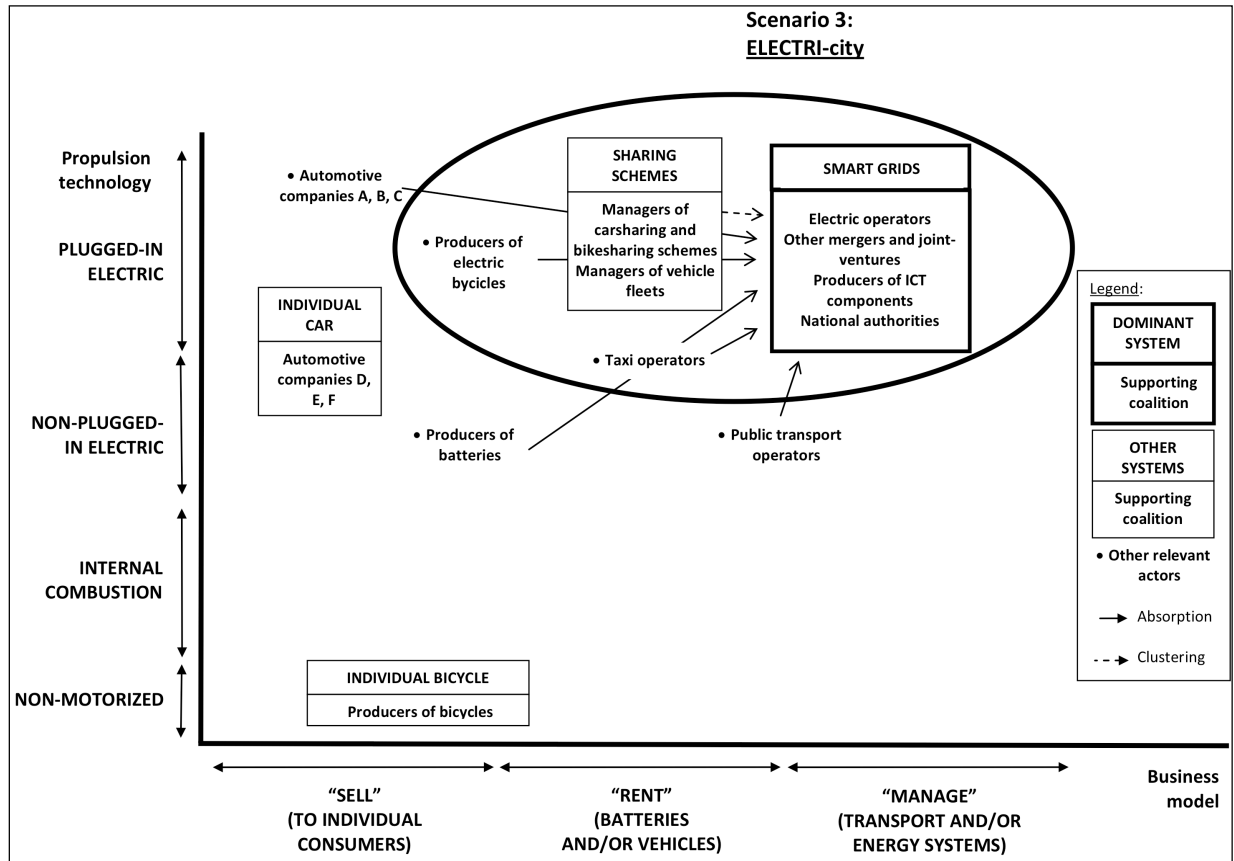 Scenario 3:
ELECTRI-city
Propulsion
technology
PLUGGED-IN
ELECTRIC
NON-PLUGGED-
IN ELECTRIC
INTERNAL
COMBUSTION
NON-MOTORIZED
• Automotive
companies A, B, C
• Producers of
electric
bycicles
SHARING
SCHEMES
Managers of
carsharing and
bikesharing schemes
Managers of vehicle
fleets
SMART GRIDS
Electric operators
Other mergers and joint-
ventures
Producers of ICT
components
National authorities
INDIVIDUAL
CAR
Automotive
companies D,
E, F
• Taxi operators
• Producers of
batteries
• Public transport
operators
INDIVIDUAL BICYCLE
Producers of bicycles
Legend:
DOMINANT
SYSTEM
Supporting
coalition
OTHER
SYSTEMS
Supporting
coalition
• Other relevant
actors
Absorption
Clustering
“SELL”
(TO INDIVIDUAL
CONSUMERS)
“RENT”
(BATTERIES
AND/OR VEHICLES)
“MANAGE”
(TRANSPORT AND/OR
ENERGY SYSTEMS)
Business
model